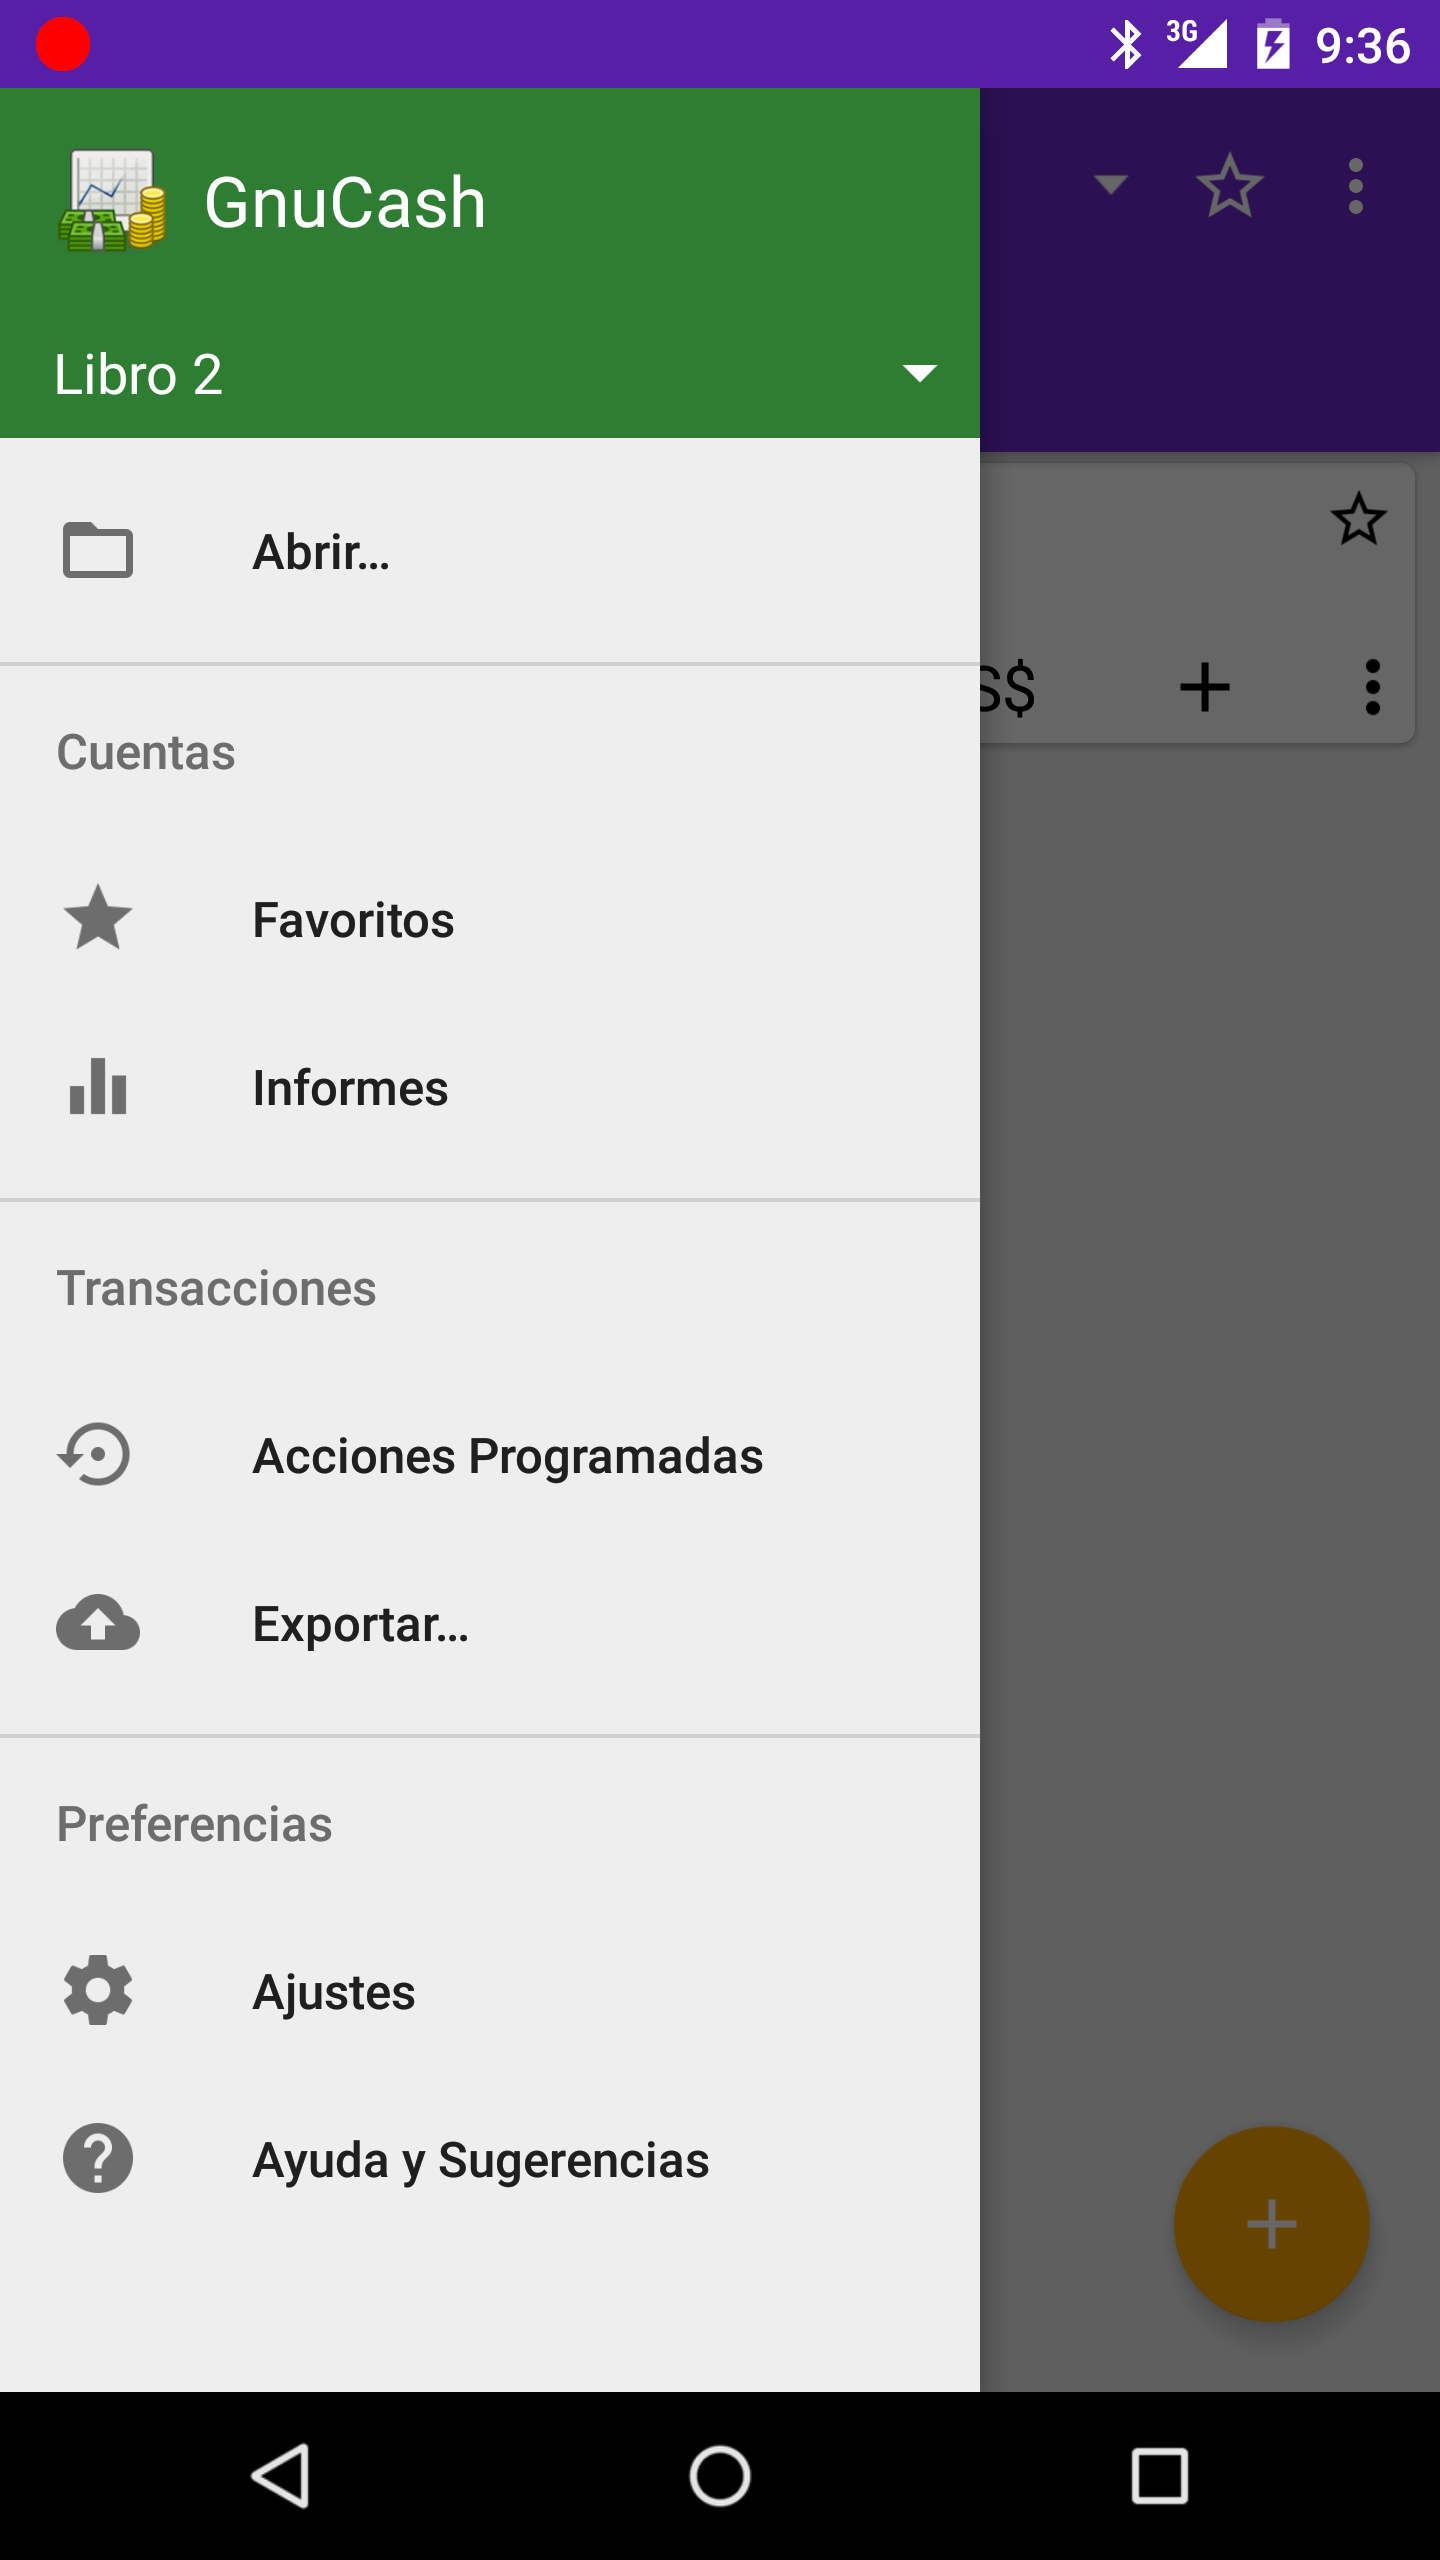 3G 9:36
GnuCash
Libro 2
Abrir...
S$
Cuentas
Favoritos
Informes
Transacciones
Acciones Programadas
Exportar...
Preferencias
Ajustes
Ayuda y Sugerencias